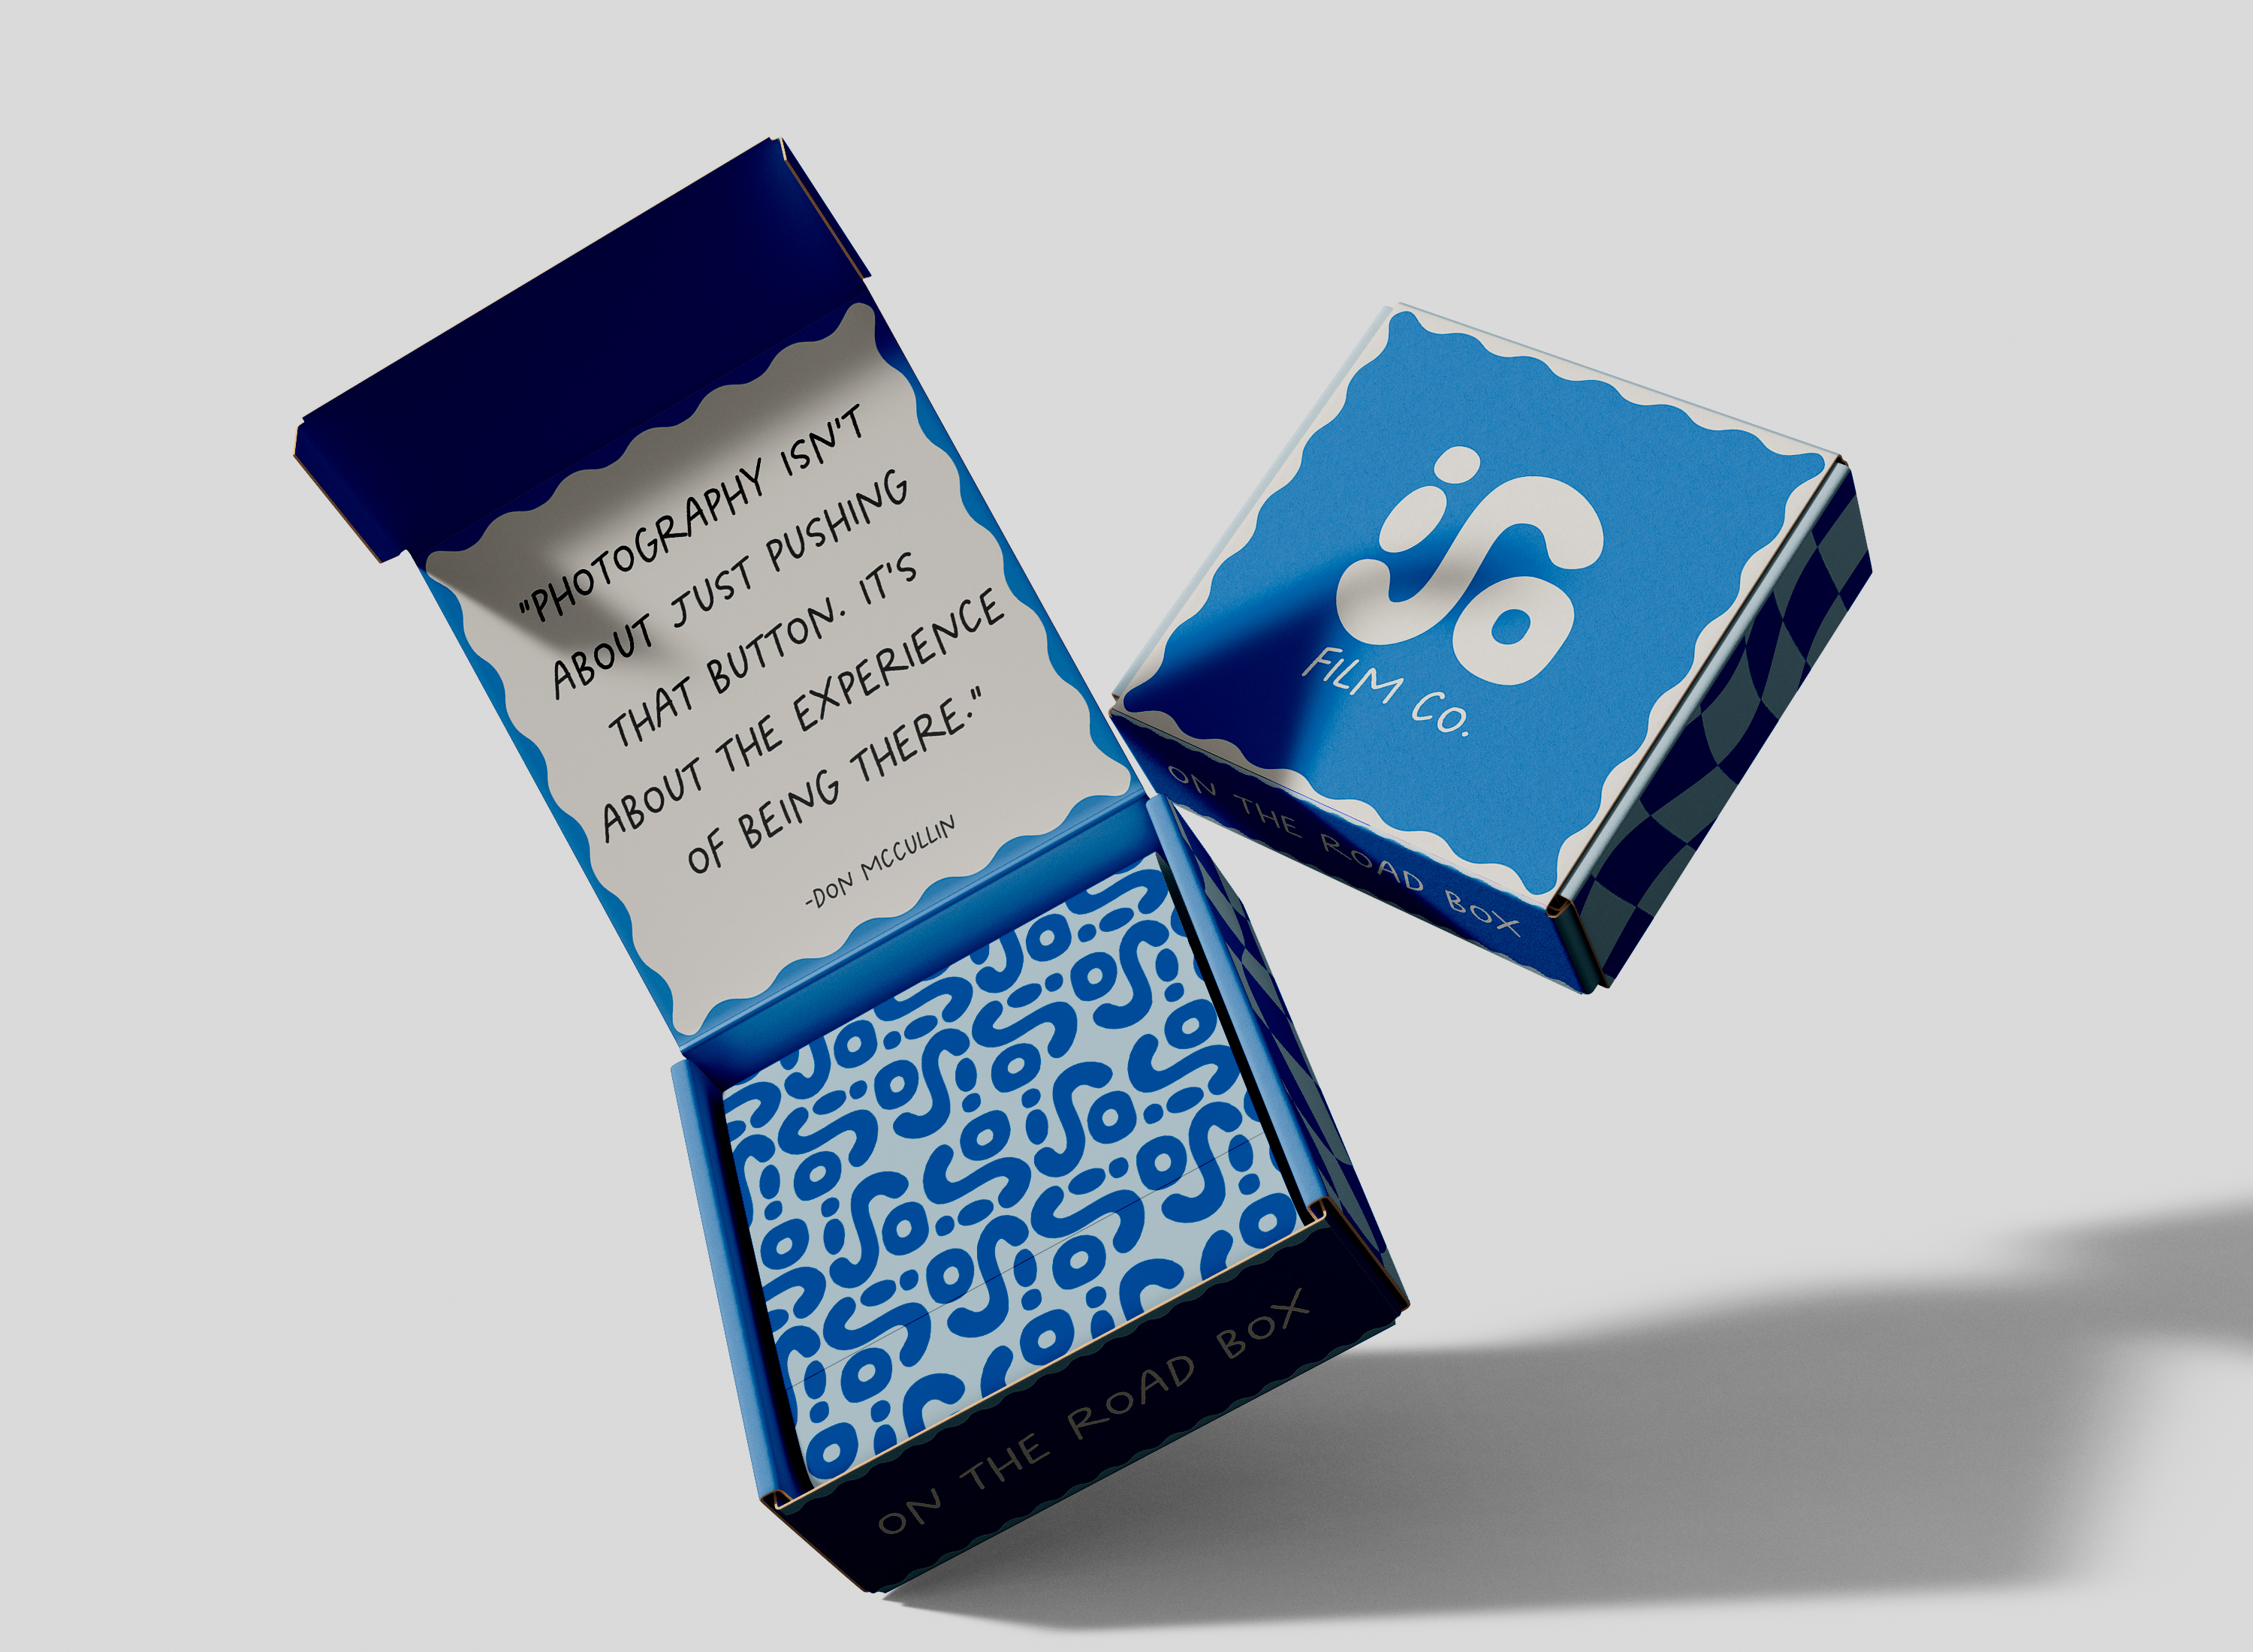 "PHOTOGRAPHY ISN'T
ABOUT JUST PUSHING
THAT BUTTON. IT'S
ABOUT THE EXPERIENCE
OF BEING THERE."
-DON MCCULLIN
ON THE ROAD BOX
iSo
FILM CO.
ON THE ROAD BOX